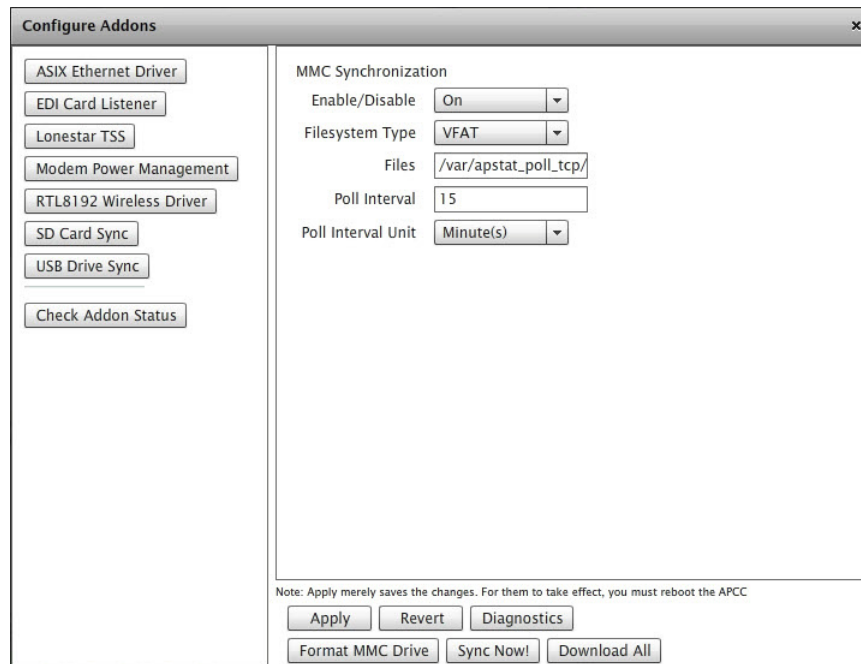 Configure Addons
x
ASIX Ethernet Driver
EDI Card Listener
Lonestar TSS
Modem Power Management
RTL8192 Wireless Driver
SD Card Sync
USB Drive Sync
Check Addon Status
MMC Synchronization
Enable/Disable On
Filesystem Type VFAT
Files /var/apstat_poll_tcp/
Poll Interval 15
Poll Interval Unit Minute(s)
Note: Apply merely saves the changes. For them to take effect, you must reboot the APCC
Apply Revert Diagnostics
Format MMC Drive Sync Now! Download All